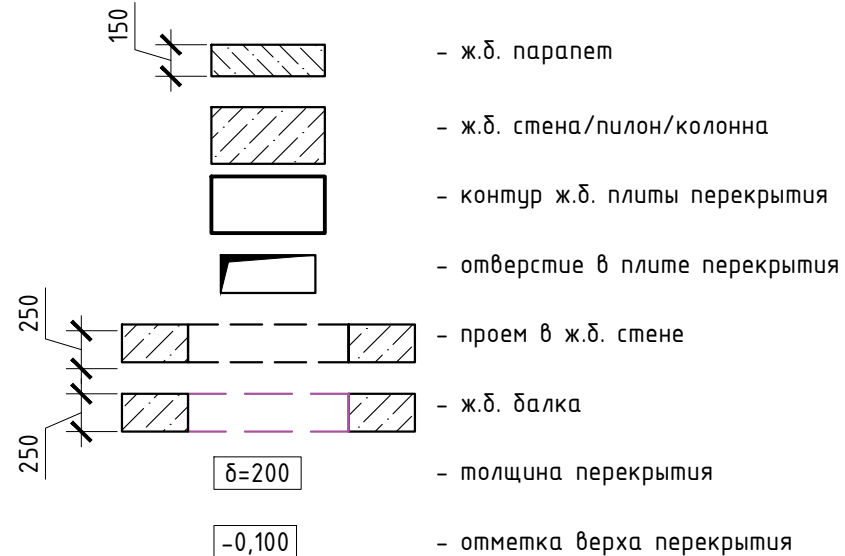 150
- ж.б. парапет
- ж.б. стена/пилон/колонна
- контур ж.б. плиты перекрытия
- отверстие в плите перекрытия
250
- проем в ж.б. стене
250
- ж.б. балка
δ=200
- толщина перекрытия
-0,100
- отметка верха перекрытия